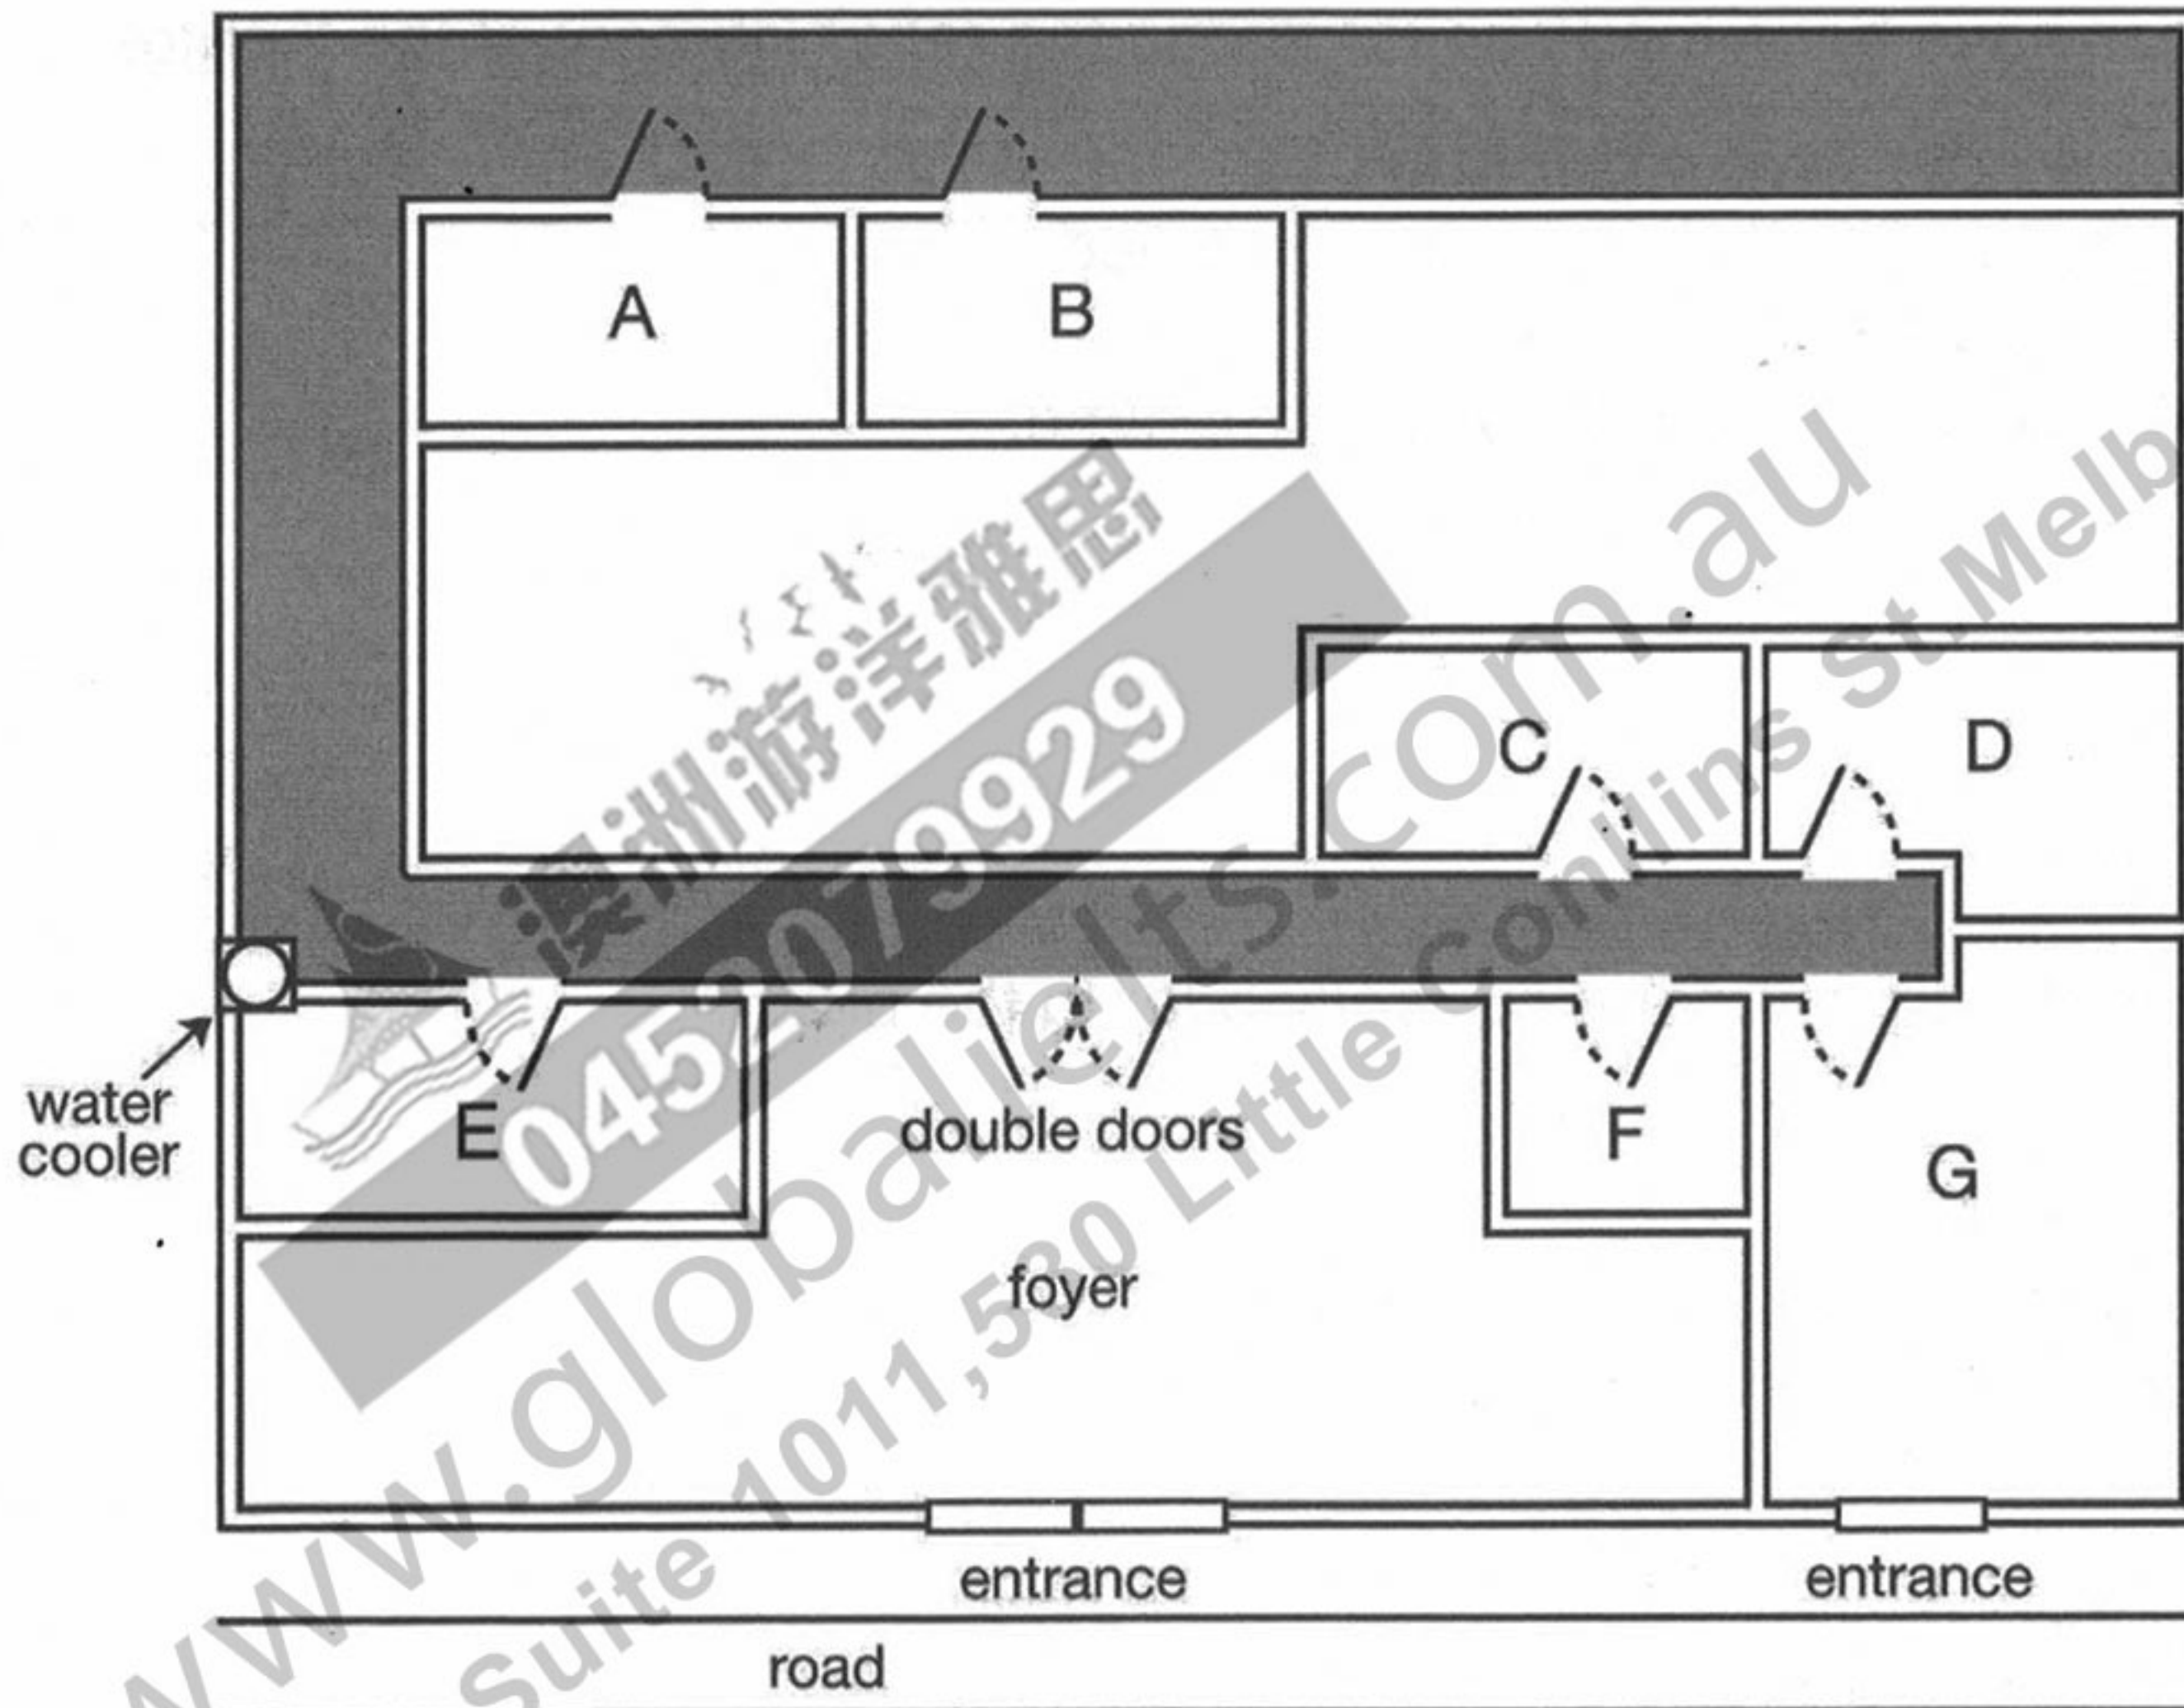 A
B
C
D
water
cooler
E
double doors
F
G
foyer
entrance
entrance
road
澳洲游洋雅思
0452079929
www.globalielts.com.au
Suite 1011,530 Little Conllins st.Melb